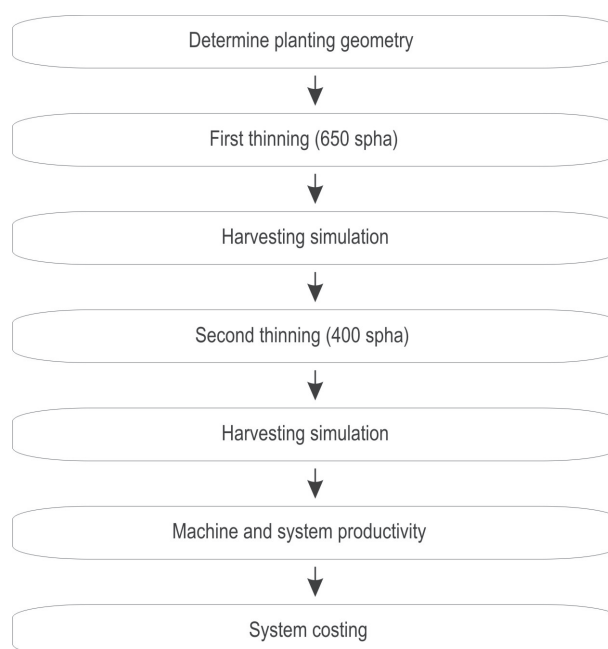 Determine planting geometry
First thinning (650 spha)
Harvesting simulation
Second thinning (400 spha)
Harvesting simulation
Machine and system productivity
System costing